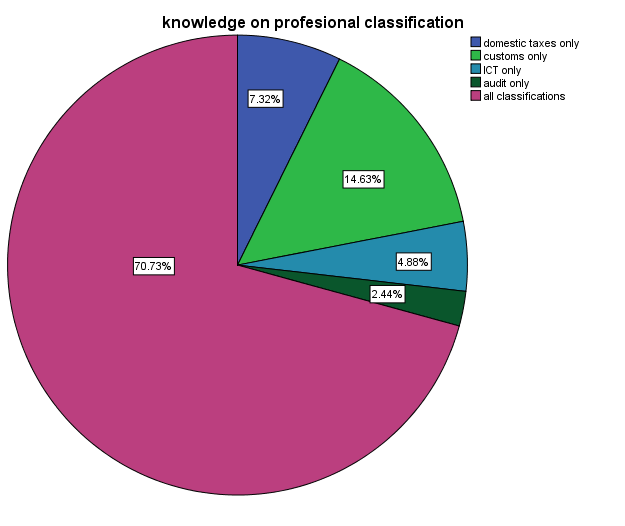 knowledge on profesional classification
domestic taxes only
customs only
ICT only
audit only
all classifications
7.32%
14.63%
4.88%
2.44%
70.73%